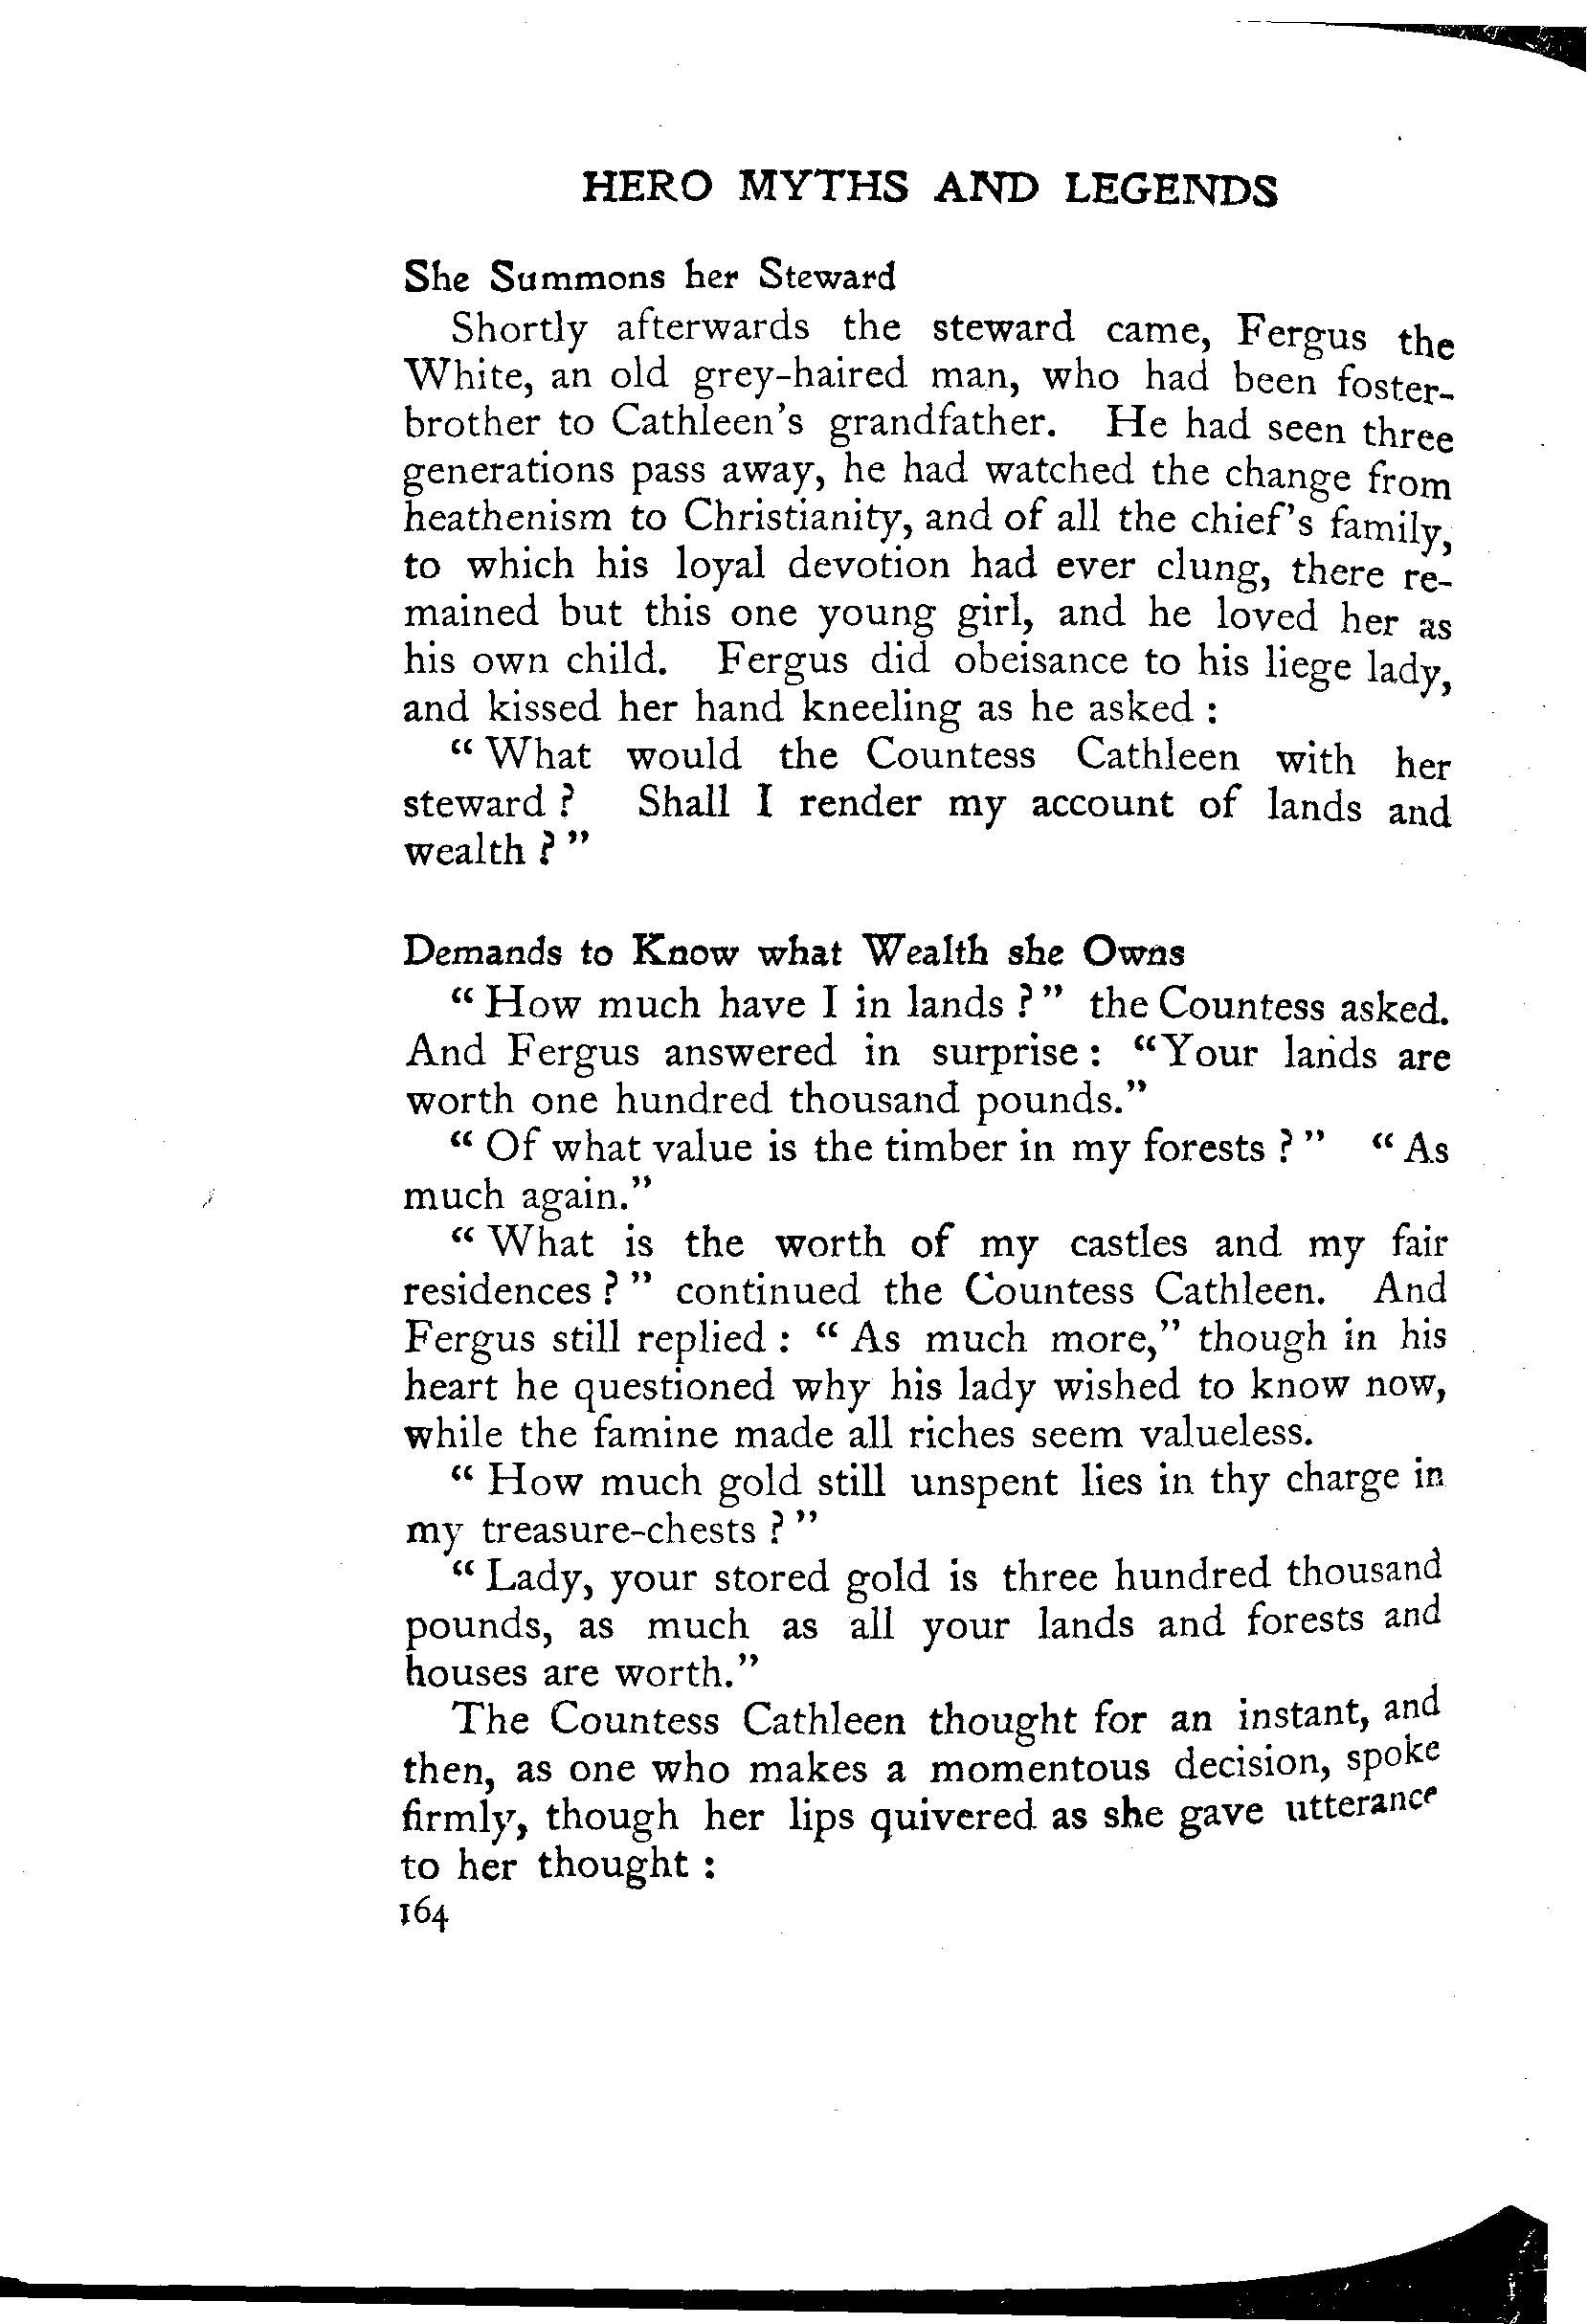 HERO MYTHS AND LEGENDS
She Summons her Steward
Shortly afterwards the steward came, Fergus the
White, an old grey-haired man, who had been foster-
brother to Cathleen's grandfather. He had seen three
generations pass away, he had watched the change from
heathenism to Christianity, and of all the chief's family,
to which his loyal devotion had ever clung, there re-
mained but this one young girl, and he loved her as
his own child. Fergus did obeisance to his liege lady,
and kissed her hand kneeling as he asked :
“ What would the Countess Cathleen with her
steward ? Shall I render my account of lands and
wealth ? ”
Demands to Know what Wealth she Owns
“ How much have I in lands ? ” the Countess asked.
And Fergus answered in surprise : “Your lands are
worth one hundred thousand pounds.”
“ Of what value is the timber in my forests ? ” “ As
much again.”
“ What is the worth of my castles and my fair
residences ? ” continued the Countess Cathleen. And
Fergus still replied : “ As much more,” though in his
heart he questioned why his lady wished to know now,
while the famine made all riches seem valueless.
“ How much gold still unspent lies in thy charge in
my treasure-chests ? ”
“ Lady, your stored gold is three hundred thousand
pounds, as much as all your lands and forests and
houses are worth.”
The Countess Cathleen thought for an instant, and
then, as one who makes a momentous decision, spoke
firmly, though her lips quivered as she gave utterance
to her thought :
164